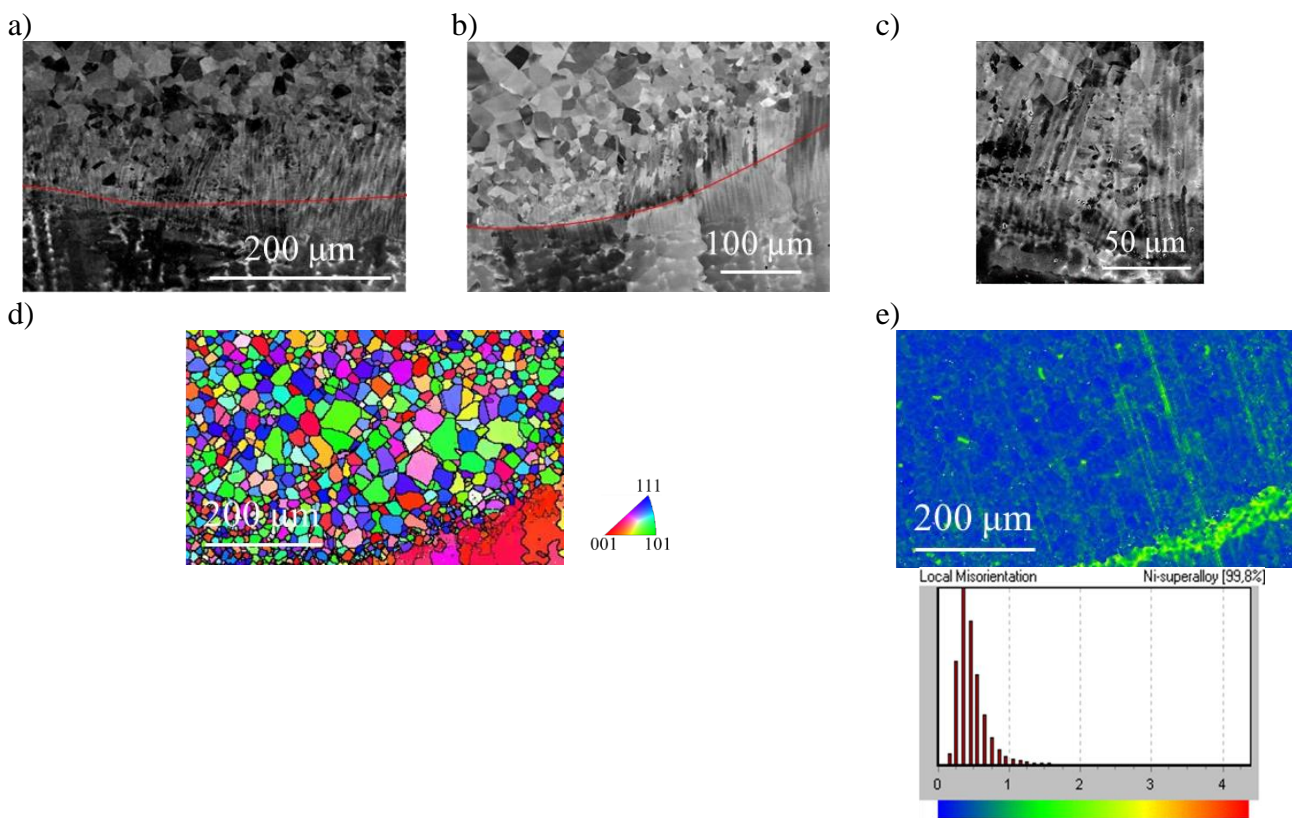 a)
b)
c)
200 μm
100 μm
50 μm
d)
e)
200 μm
111
001 101
200 μm
Local Misorientation Ni-superalloy [99,8%]
0 1 2 3 4